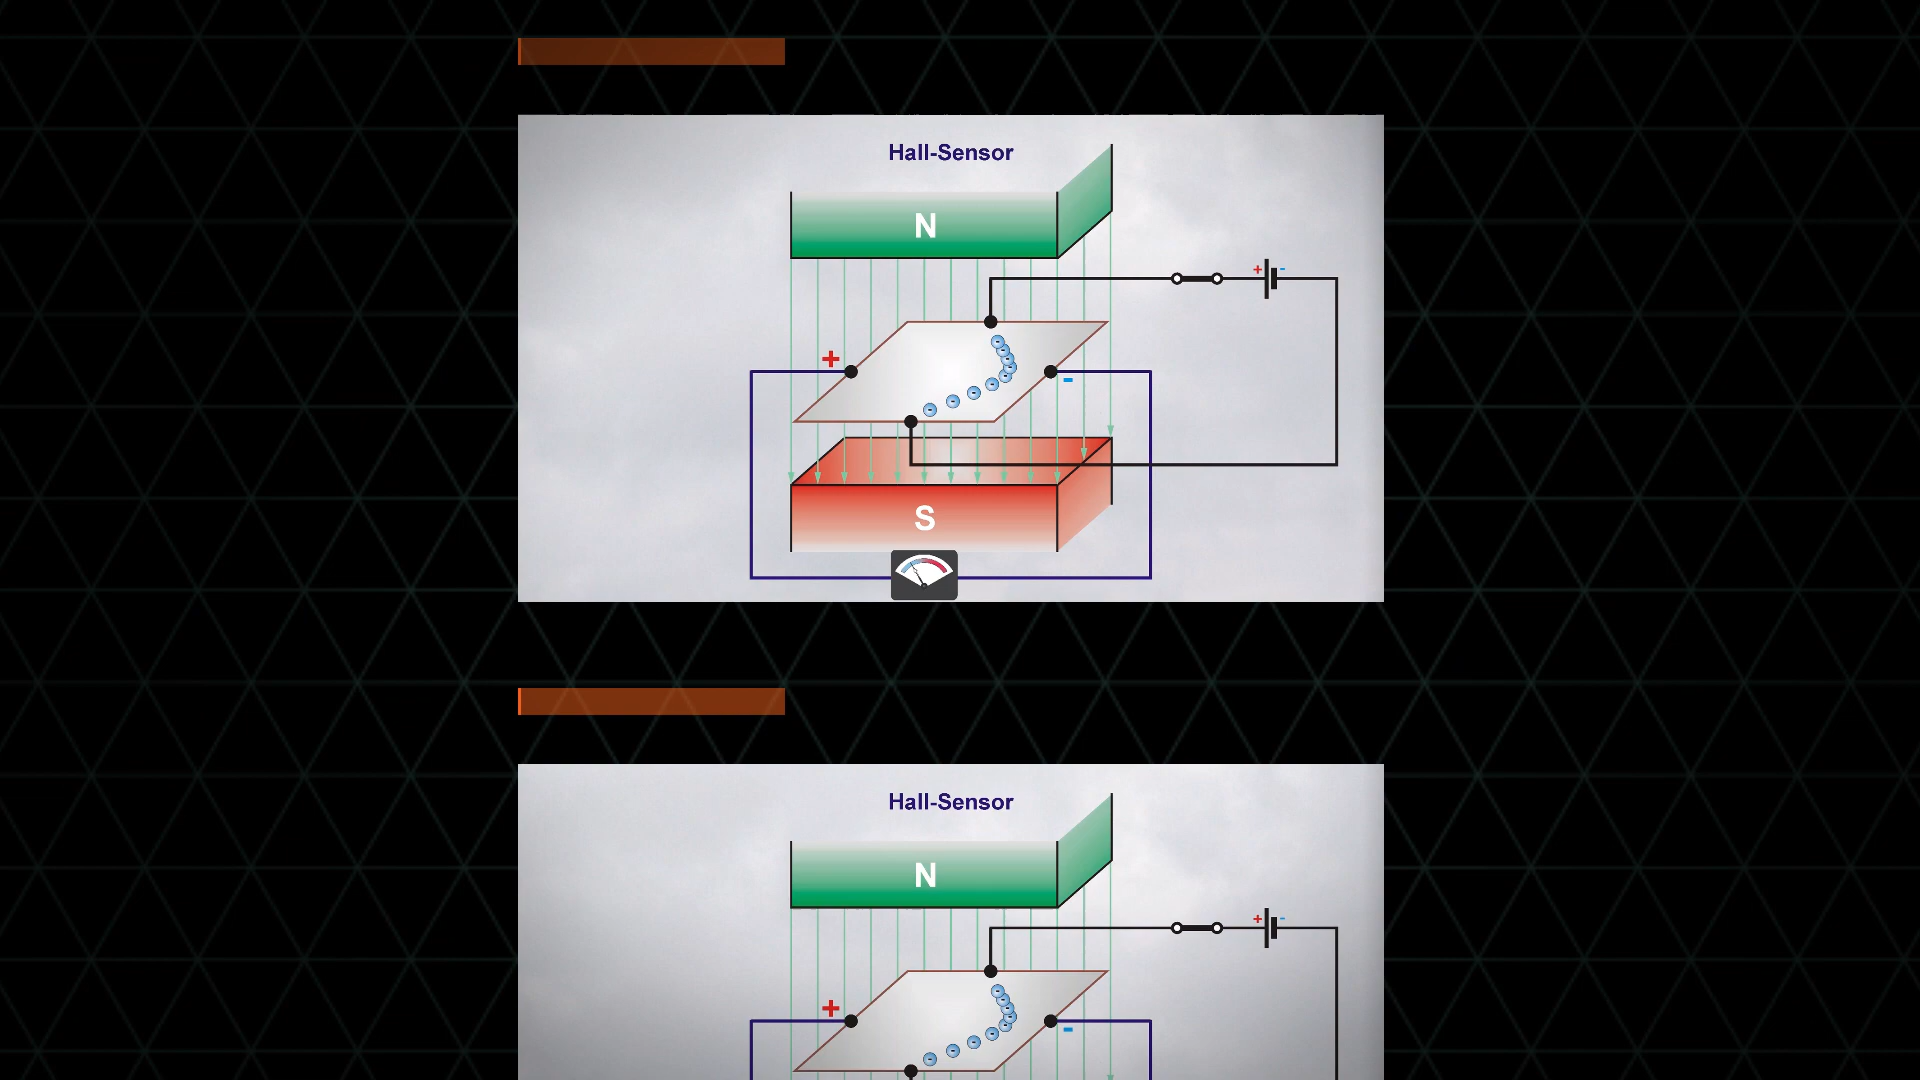 Hall-Sensor
N
+ -
+
-
S
Hall-Sensor
N
+ -
+
-